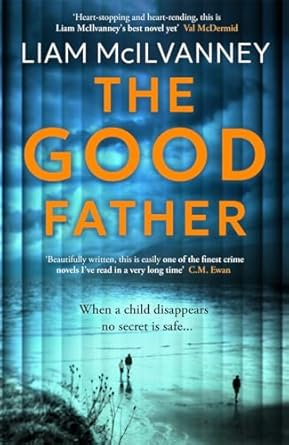 'Heart-stopping and heart-rending, this is
Liam McIlvanney's best novel yet' Val McDermid
LIAM McILVANNEY
THE
GOOD
FATHER
'Beautifully written, this is easily one of the finest crime
novels I've read in a very long time' C.M. Ewan
When a child disappears
no secret is safe...